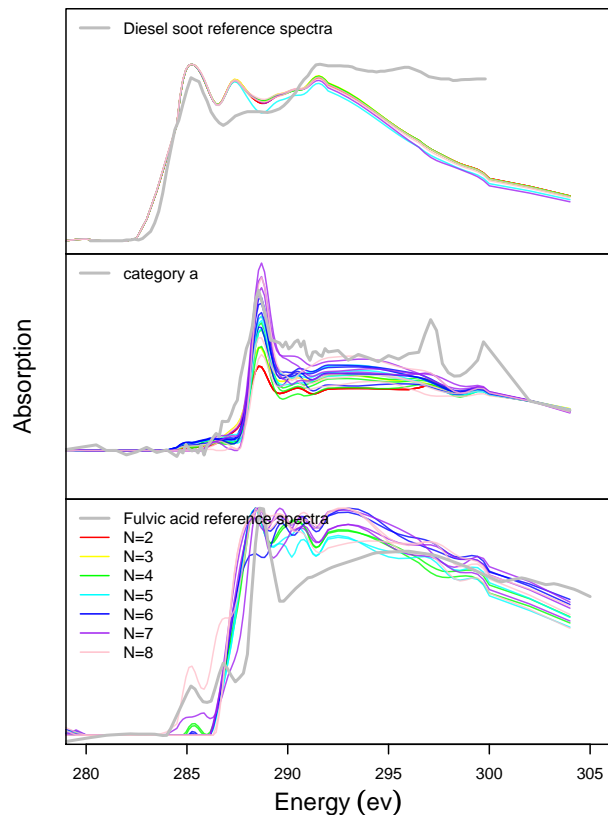 Diesel soot reference spectra
category a
Absorption
Fulvic acid reference spectra
N=2
N=3
N=4
N=5
N=6
N=7
N=8
280 285 290 295 300 305
Energy (ev)